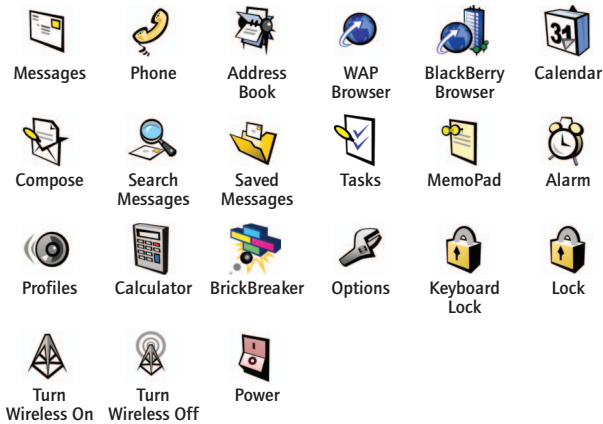 31
Messages
Phone
Address
Book
WAP
Browser
BlackBerry
Browser
Calendar
Compose
Search
Messages
Saved
Messages
Tasks
MemoPad
Alarm
Profiles
Calculator
BrickBreaker
Options
Keyboard
Lock
Lock
Turn
Wireless On
Turn
Wireless Off
Power